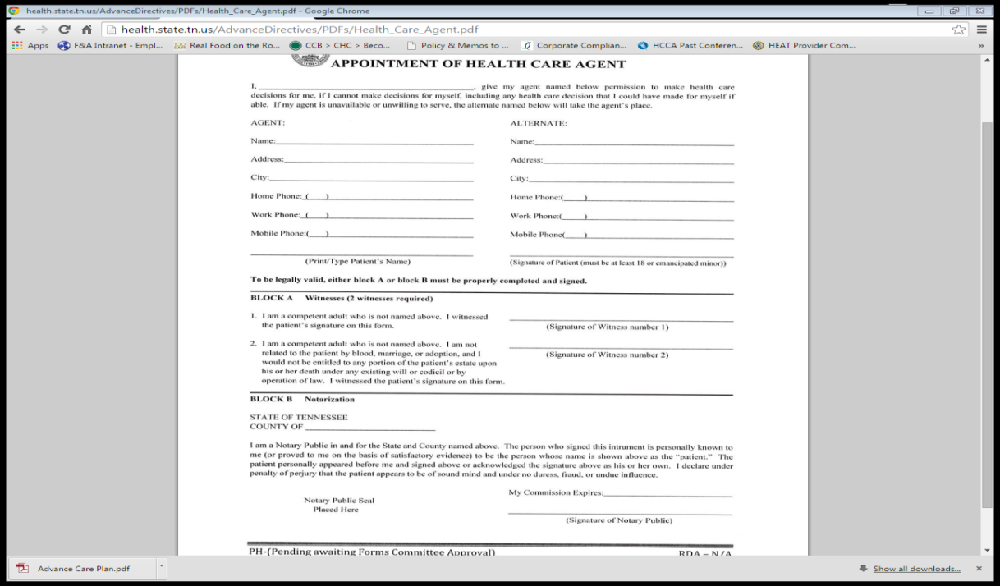 health.state.tn.us/AdvanceDirectives/PDFs/Health_Care_Agent.pdf - Google Chrome
health.state.tn.us/AdvanceDirectives/PDFs/Health_Care_Agent.pdf
Apps F&A Intranet - Empl... Real Food on the Ro... CCB > CHC > Beco... Policy & Memos to ... Corporate Complian... HCCA Past Conferen... HEAT Provider Com... »
APPOINTMENT OF HEALTH CARE AGENT
I, ______________________________, give my agent named below permission to make health care
decisions for me, if I cannot make decisions for myself, including any health care decision that I could have made for myself if
able. If my agent is unavailable or unwilling to serve, the alternate named below will take the agent's place.
AGENT: ALTERNATE:
Name:______________________________ Name:______________________________
Address:______________________________ Address:______________________________
City:______________________________ City:______________________________
Home Phone:_(___)______________________________ Home Phone:(____)______________________________
Work Phone:_(___)______________________________ Work Phone:(____)______________________________
Mobile Phone:(___)______________________________ Mobile Phone(____)______________________________
(Print/Type Patient's Name) (Signature of Patient (must be at least 18 or emancipated minor))
To be legally valid, either block A or block B must be properly completed and signed.
BLOCK A Witnesses (2 witnesses required)
1. I am a competent adult who is not named above. I witnessed
the patient's signature on this form.
(Signature of Witness number 1)
2. I am a competent adult who is not named above. I am not
related to the patient by blood, marriage, or adoption, and I
would not be entitled to any portion of the patient's estate upon
his or her death under any existing will or codicil or by
operation of law. I witnessed the patient's signature on this form.
(Signature of Witness number 2)
BLOCK B Notarization
STATE OF TENNESSEE
COUNTY OF ____________________
I am a Notary Public in and for the State and County named above. The person who signed this intrument is personally known to
me (or proved to me on the basis of satisfactory evidence) to be the person whose name is shown above as the “patient.” The
patient personally appeared before me and signed above or acknowledged the signature above as his or her own. I declare under
penalty of perjury that the patient appears to be of sound mind and under no duress, fraud, or undue influence.
My Commission Expires:____________________
Notary Public Seal
Placed Here
(Signature of Notary Public)
PH-(Pending awaiting Forms Committee Approval) RDA – N/A
Advance Care Plan.pdf Show all downloads...